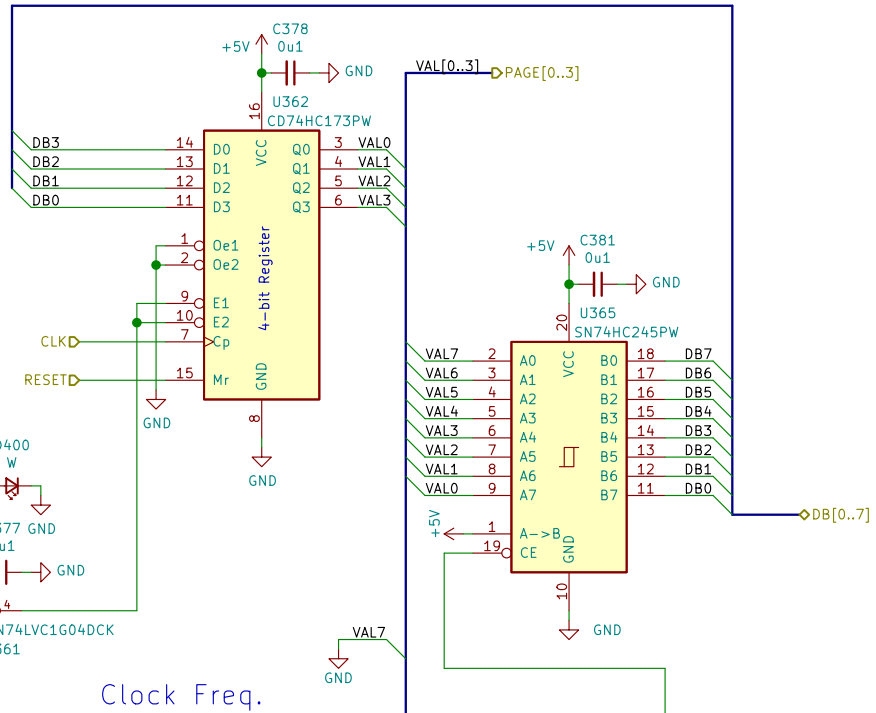 C378
+5V
0u1
GND
VAL[0..3]
PAGE[0..3]
16
U362
CD74HC173PW
DB3 14 D0 VCC Q0 3 VAL0
DB2 13 D1 Q1 4 VAL1
DB1 12 D2 Q2 5 VAL2
DB0 11 D3 Q3 6 VAL3
1 Oe1
2 Oe2
4-bit Register
9 E1
10 E2
CLK 7 Cp
RESET 15 Mr
GND
8
GND
GND
C381
+5V
0u1
GND
20
U365
SN74HC245PW
VAL7 2 A0 VCC B0 18 DB7
VAL6 3 A1 B1 17 DB6
VAL5 4 A2 B2 16 DB5
VAL4 5 A3 B3 15 DB4
VAL3 6 A4 B4 14 DB3
VAL2 7 A5 B5 13 DB2
VAL1 8 A6 B6 12 DB1
VAL0 9 A7 B7 11 DB0
DB[0..7]
+5V
1 A->B
19 CE
GND
10
GND
400
W
GND
77
u1
GND
4
N74LVC1G04DCK
61
VAL7
GND
Clock Freq.